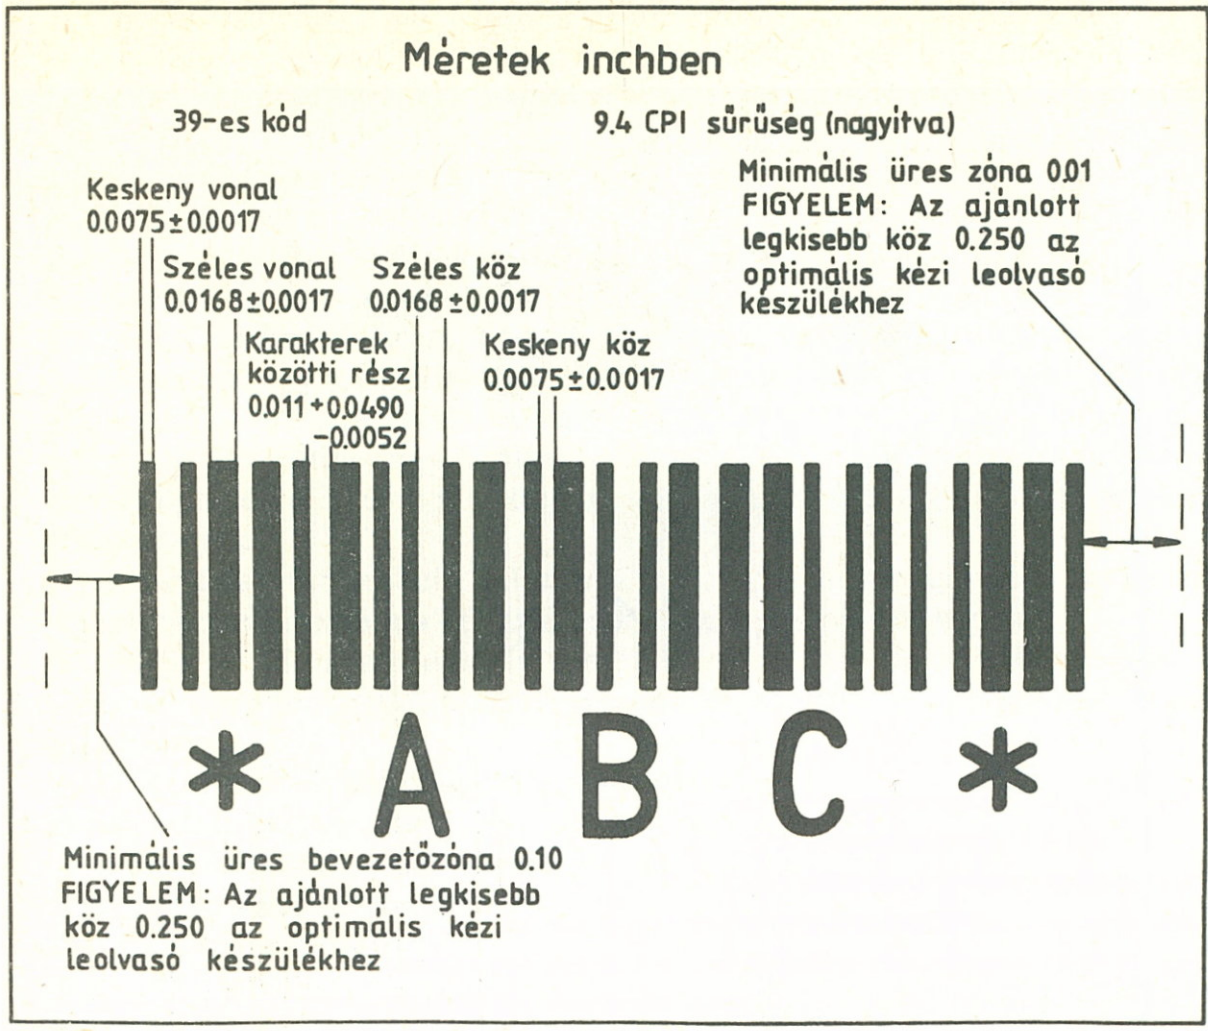 Méretek inchben
39-es kód
9.4 CPI sűrűség (nagyitva)
Keskeny vonal
0.0075±0.0017
Széles vonal
0.0168±0.0017
Széles köz
0.0168±0.0017
Karakterek
közötti rész
0.011+0.0490
-0.0052
Keskeny köz
0.0075±0.0017
Minimális üres zóna 0.01
FIGYELEM: Az ajánlott
legkisebb köz 0.250 az
optimális kézi leolvasó
készülékhez
* A B C *
Minimális üres bevezetőzóna 0.10
FIGYELEM: Az ajánlott legkisebb
köz 0.250 az optimális kézi
leolvasó készülékhez